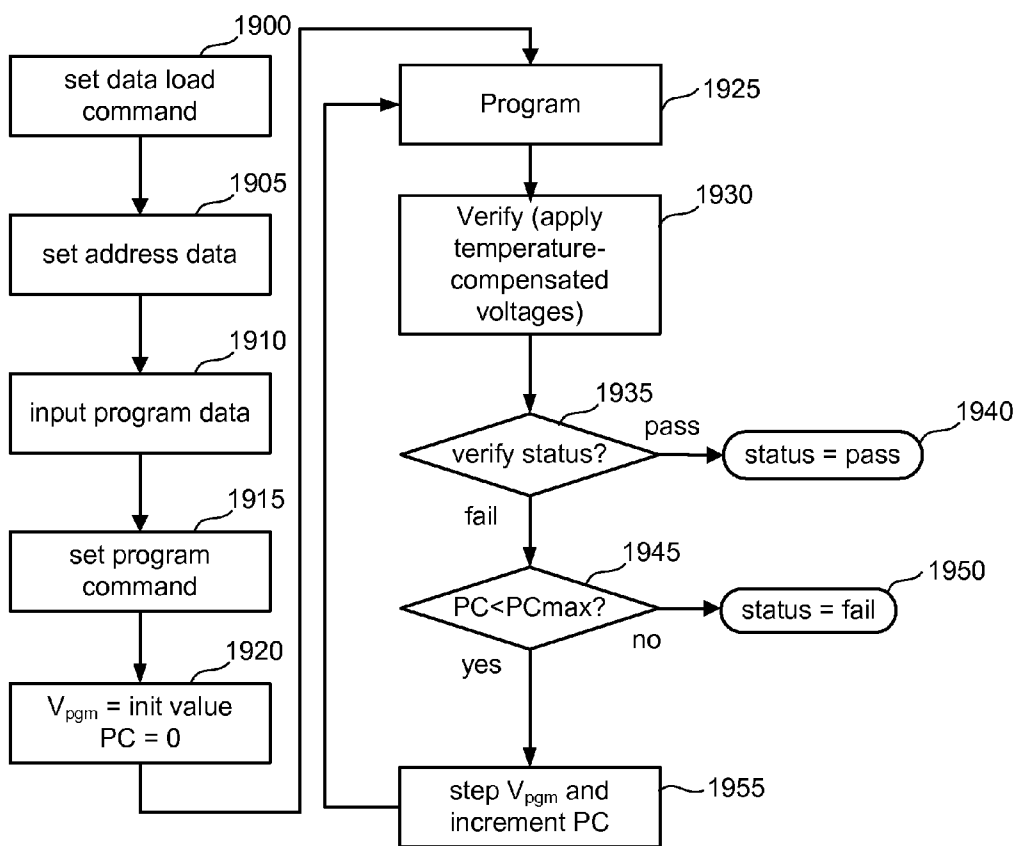 1900
set data load
command
1905
set address data
1910
input program data
1915
set program
command
1920
Vpgm = init value
PC = 0
Program
1925
1930
Verify (apply
temperature-
compensated
voltages)
1935
verify status?
pass
1940
status = pass
fail
1945
PC<PCmax?
no
1950
status = fail
yes
step Vpgm and
increment PC
1955